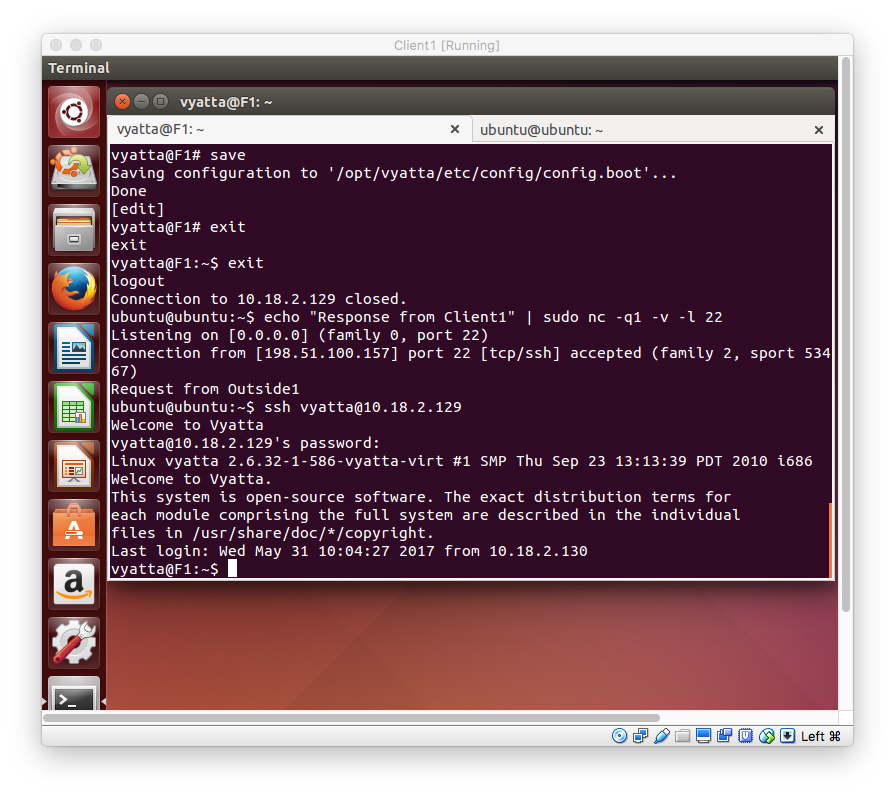 Client1 [Running]
Terminal
vyatta@F1: ~
vyatta@F1: ~
ubuntu@ubuntu: ~
vyatta@F1# save
Saving configuration to '/opt/vyatta/etc/config/config.boot'...
Done
[edit]
vyatta@F1# exit
exit
vyatta@F1:~$ exit
logout
Connection to 10.18.2.129 closed.
ubuntu@ubuntu:~$ echo "Response from Client1" | sudo nc -q1 -v -l 22
Listening on [0.0.0.0] (family 0, port 22)
Connection from [198.51.100.157] port 22 [tcp/ssh] accepted (family 2, sport 534
67)
Request from Outside1
ubuntu@ubuntu:~$ ssh vyatta@10.18.2.129
Welcome to Vyatta
vyatta@10.18.2.129's password:
Linux vyatta 2.6.32-1-586-vyatta-virt #1 SMP Thu Sep 23 13:13:39 PDT 2010 i686
Welcome to Vyatta.
This system is open-source software. The exact distribution terms for
each module comprising the full system are described in the individual
files in /usr/share/doc/*/copyright.
Last login: Wed May 31 10:04:27 2017 from 10.18.2.130
vyatta@F1:~$
Left ⌘